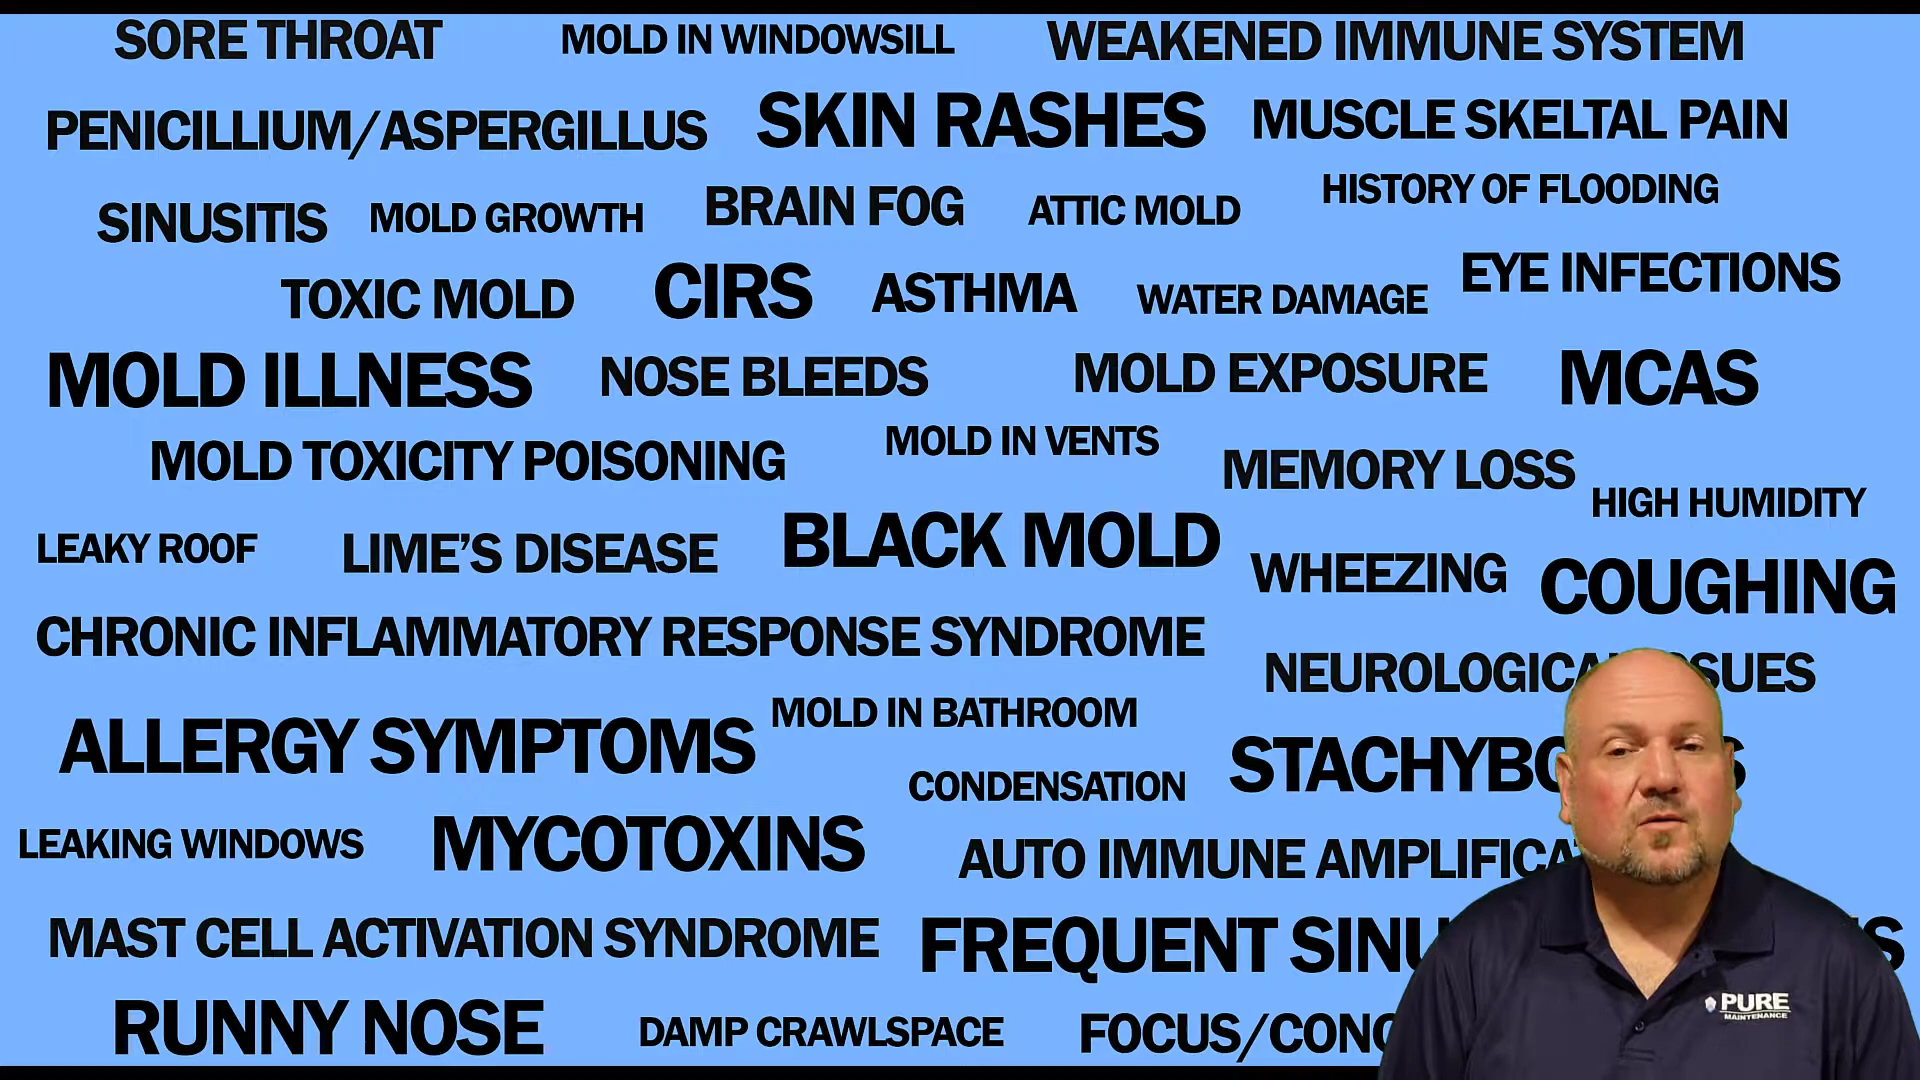 SORE THROAT
MOLD IN WINDOWSILL
WEAKENED IMMUNE SYSTEM
PENICILLIUM/ASPERGILLUS
SKIN RASHES
MUSCLE SKELTAL PAIN
SINUSITIS
MOLD GROWTH
BRAIN FOG
ATTIC MOLD
HISTORY OF FLOODING
TOXIC MOLD
CIRS
ASTHMA
WATER DAMAGE
EYE INFECTIONS
MOLD ILLNESS
NOSE BLEEDS
MOLD EXPOSURE
MCAS
MOLD TOXICITY POISONING
MOLD IN VENTS
MEMORY LOSS
HIGH HUMIDITY
LEAKY ROOF
LIME'S DISEASE
BLACK MOLD
WHEEZING
COUGHING
CHRONIC INFLAMMATORY RESPONSE SYNDROME
ALLERGY SYMPTOMS
MOLD IN BATHROOM
CONDENSATION
LEAKING WINDOWS
MYCOTOXINS
AUTO IMMUNE
MAST CELL ACTIVATION SYNDROME
FREQUENT
RUNNY NOSE
DAMP CRAWLSPACE
PURE
MAINTENANCE